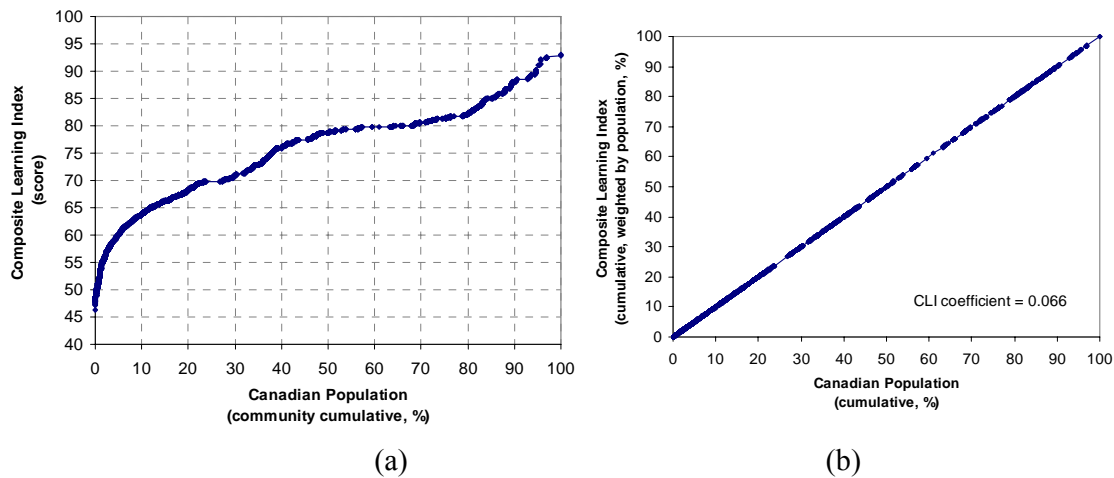 Composite Learning Index
(score)
100
95
90
85
80
75
70
65
60
55
50
45
40
0 10 20 30 40 50 60 70 80 90 100
Canadian Population
(community cumulative, %)
(a)
Composite Learning Index
(cumulative, weighted by population, %)
100
90
80
70
60
50
40
30
20
10
0
CLI coefficient = 0.066
0 10 20 30 40 50 60 70 80 90 100
Canadian Population
(cumulative, %)
(b)